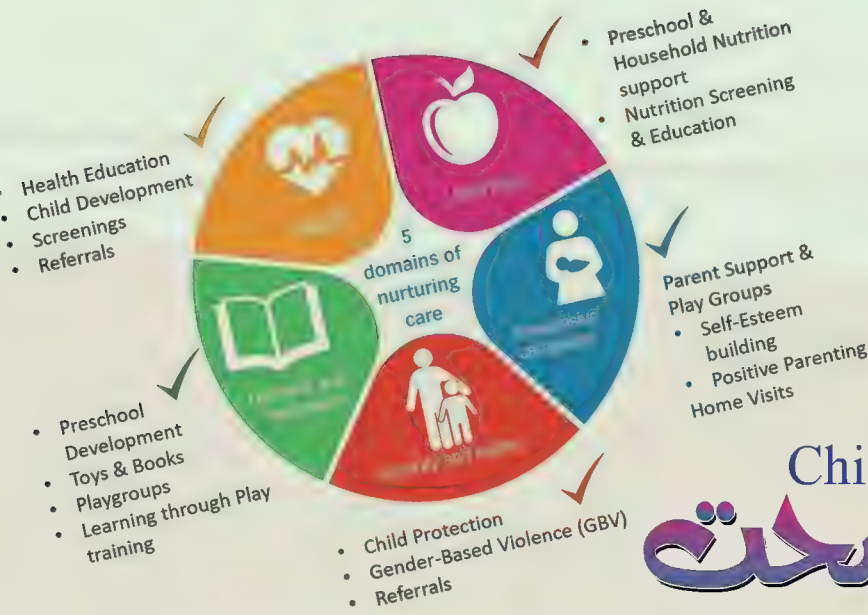 Preschool &
Household Nutrition
support
Nutrition Screening
& Education
Health Education
Child Development
Screenings
Referrals
5
domains of
nurturing
care
Parent Support &
Play Groups
Self-Esteem
building
Positive Parenting
Home Visits
Preschool
Development
Toys & Books
Playgroups
Learning through Play
training
Child Protection
Gender-Based Violence (GBV)
Referrals
Chi